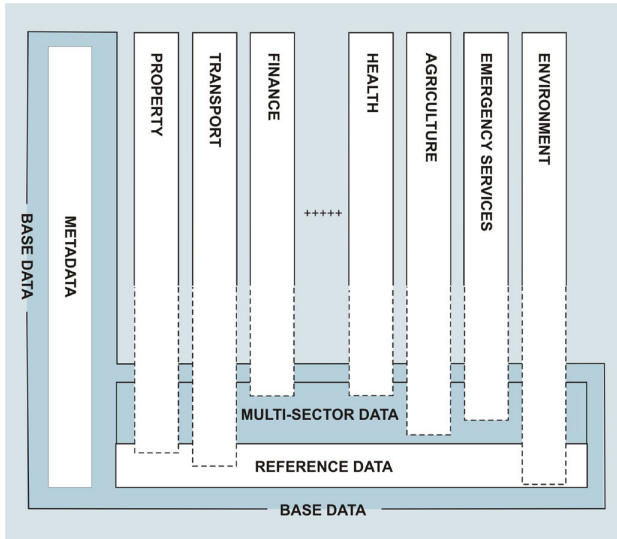 BASE DATA
METADATA
PROPERTY
TRANSPORT
FINANCE
+++++
HEALTH
AGRICULTURE
EMERGENCY SERVICES
ENVIRONMENT
MULTI-SECTOR DATA
REFERENCE DATA
BASE DATA